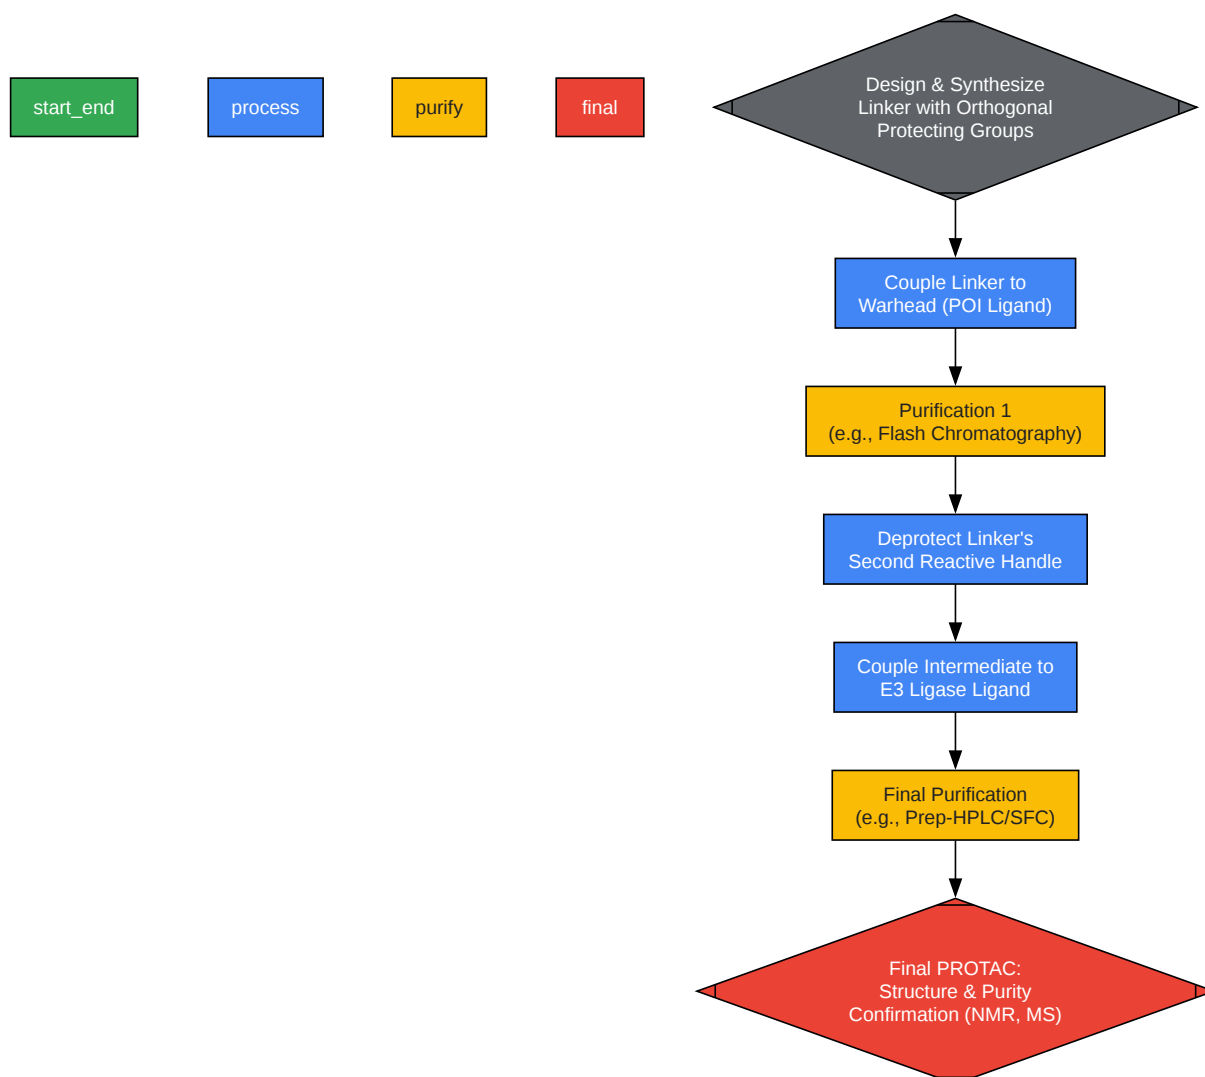 start_end
process
purify
final
Design & Synthesize
Linker with Orthogonal
Protecting Groups
Couple Linker to
Warhead (POI Ligand)
Purification 1
(e.g., Flash Chromatography)
Deprotect Linker's
Second Reactive Handle
Couple Intermediate to
E3 Ligase Ligand
Final Purification
(e.g., Prep-HPLC/SFC)
Final PROTAC:
Structure & Purity
Confirmation (NMR, MS)